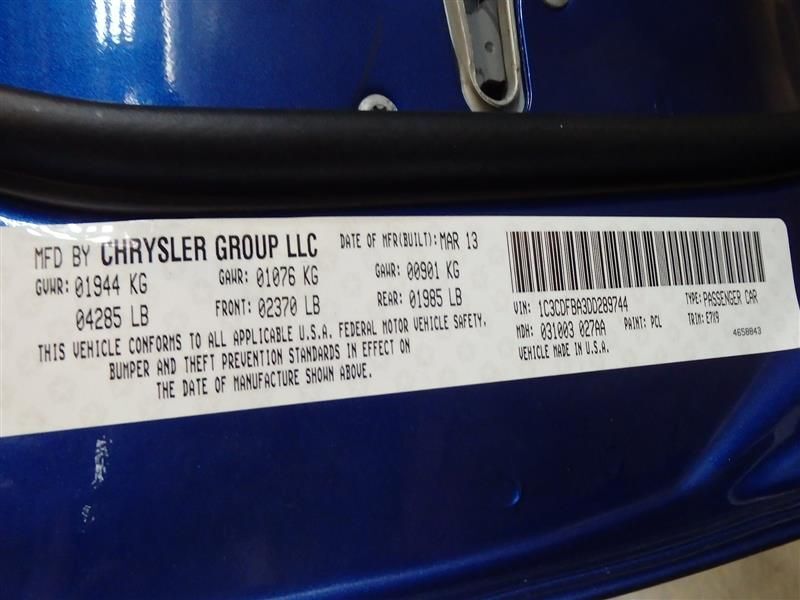 MFD BY CHRYSLER GROUP LLC DATE OF MFR(BUILT): MAR 13
GVWR: 01944 KG GAWR: 01076 KG GAWR: 00901 KG
04285 LB FRONT: 02370 LB REAR: 01985 LB
THIS VEHICLE CONFORMS TO ALL APPLICABLE U.S.A. FEDERAL MOTOR VEHICLE SAFETY,
BUMPER AND THEFT PREVENTION STANDARDS IN EFFECT ON
THE DATE OF MANUFACTURE SHOWN ABOVE.
VIN: 1C3CDFBA3DD289744 TYPE: PASSENGER CAR
MDH: 031003 027AA PAINT: PCL TRIM: E7X9
VEHICLE MADE IN U.S.A. 4658843